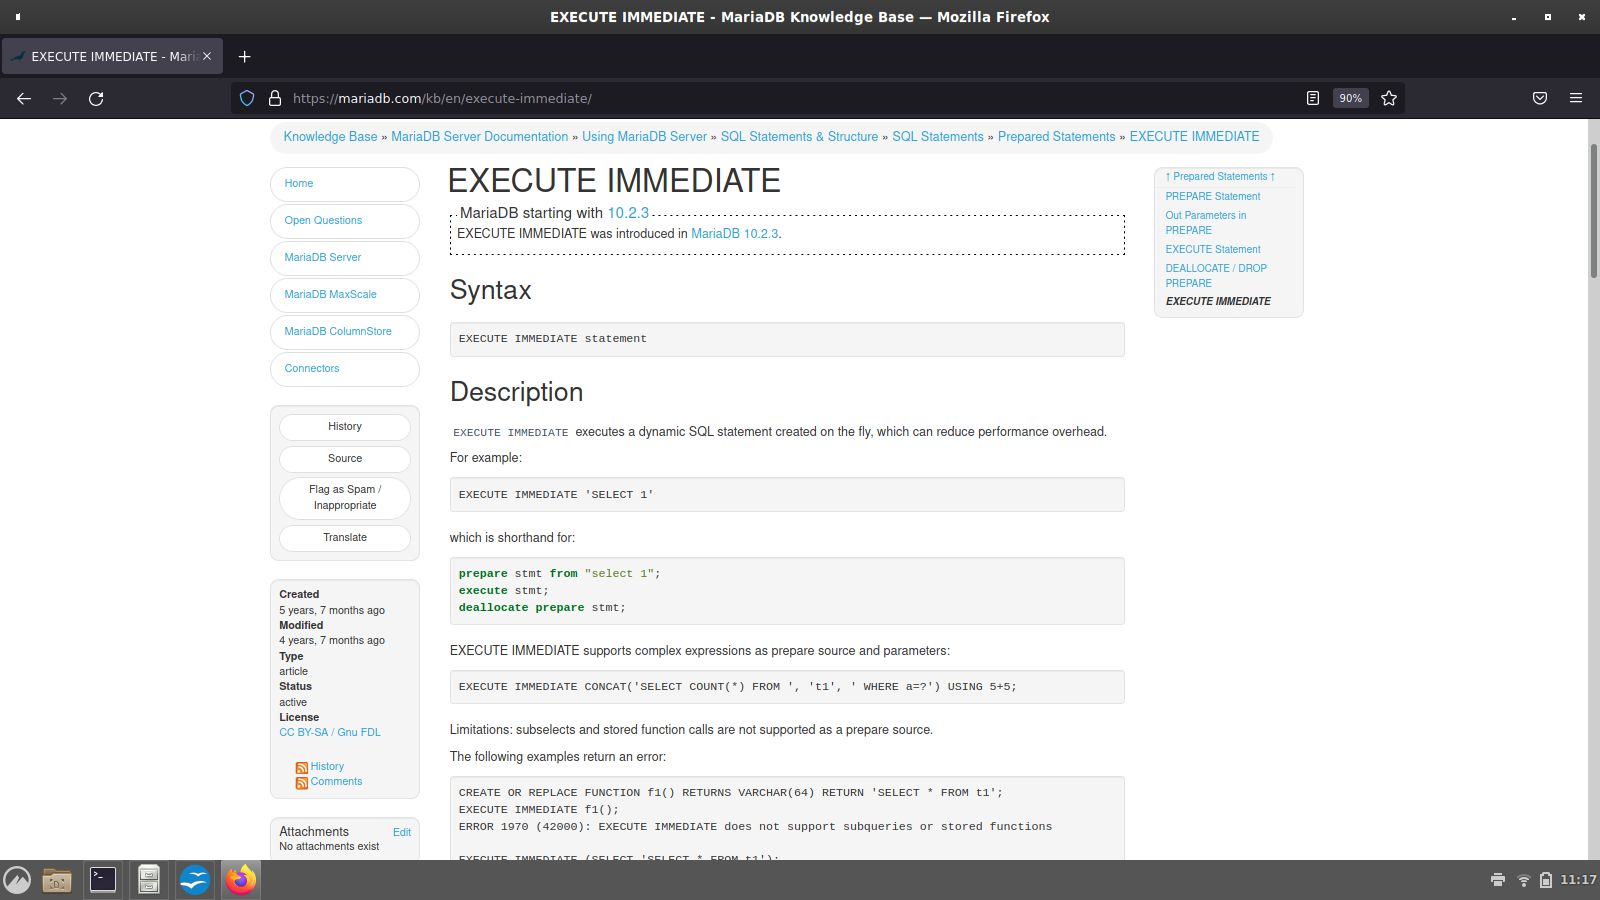 EXECUTE IMMEDIATE - MariaDB Knowledge Base — Mozilla Firefox
EXECUTE IMMEDIATE - Maria
https://mariadb.com/kb/en/execute-immediate/
90%
Knowledge Base » MariaDB Server Documentation » Using MariaDB Server » SQL Statements & Structure » SQL Statements » Prepared Statements » EXECUTE IMMEDIATE
Home
Open Questions
MariaDB Server
MariaDB MaxScale
MariaDB ColumnStore
Connectors
History
Source
Flag as Spam /
Inappropriate
Translate
Created
5 years, 7 months ago
Modified
4 years, 7 months ago
Type
article
Status
active
License
CC BY-SA / Gnu FDL
History
Comments
Attachments Edit
No attachments exist
EXECUTE IMMEDIATE
MariaDB starting with 10.2.3
EXECUTE IMMEDIATE was introduced in MariaDB 10.2.3.
Syntax
EXECUTE IMMEDIATE statement
Description
EXECUTE IMMEDIATE executes a dynamic SQL statement created on the fly, which can reduce performance overhead.
For example:
EXECUTE IMMEDIATE 'SELECT 1'
which is shorthand for:
prepare stmt from "select 1";
execute stmt;
deallocate prepare stmt;
EXECUTE IMMEDIATE supports complex expressions as prepare source and parameters:
EXECUTE IMMEDIATE CONCAT('SELECT COUNT(*) FROM ', 't1', ' WHERE a=?') USING 5+5;
Limitations: subselects and stored function calls are not supported as a prepare source.
The following examples return an error:
CREATE OR REPLACE FUNCTION f1() RETURNS VARCHAR(64) RETURN 'SELECT * FROM t1';
EXECUTE IMMEDIATE f1();
ERROR 1970 (42000): EXECUTE IMMEDIATE does not support subqueries or stored functions
EXECUTE IMMEDIATE (SELECT 'SELECT * FROM t1');
↑ Prepared Statements ↑
PREPARE Statement
Out Parameters in
PREPARE
EXECUTE Statement
DEALLOCATE / DROP
PREPARE
EXECUTE IMMEDIATE
11:17